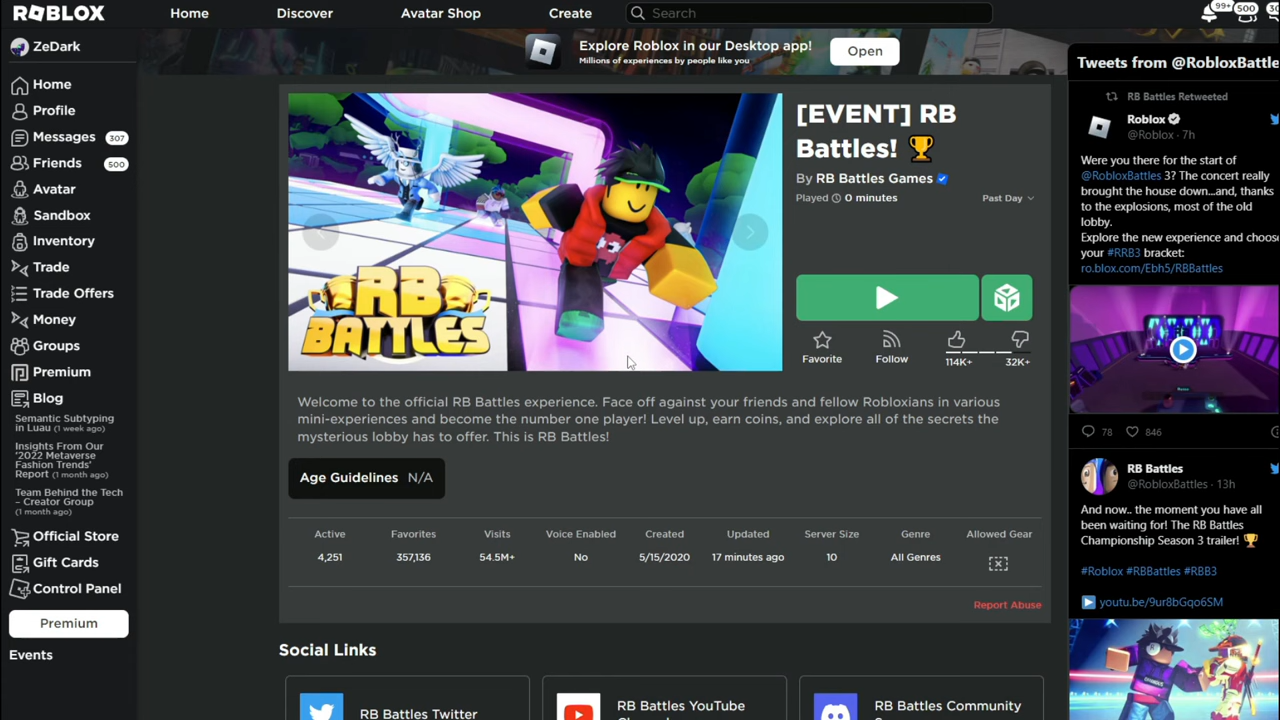 ROBLOX
Home
Discover
Avatar Shop
Create
Search
99+
500
ZeDark
Home
Profile
Messages 307
Friends 500
Avatar
Sandbox
Inventory
Trade
Trade Offers
Money
Groups
Premium
Blog
Semantic Subtyping
in Luau (1 week ago)
Insights From Our
'2022 Metaverse
Fashion Trends'
Report (1 month ago)
Team Behind the Tech
- Creator Group
(1 month ago)
Official Store
Gift Cards
Control Panel
Premium
Events
Explore Roblox in our Desktop app!
Millions of experiences by people like you
Open
RB
BATTLES
[EVENT] RB
Battles! 🏆
By RB Battles Games
Played 0 minutes
Past Day
Favorite
Follow
114K+
32K+
Welcome to the official RB Battles experience. Face off against your friends and fellow Robloxians in various
mini-experiences and become the number one player! Level up, earn coins, and explore all of the secrets the
mysterious lobby has to offer. This is RB Battles!
Age Guidelines N/A
Active
Favorites
Visits
Voice Enabled
Created
Updated
Server Size
Genre
Allowed Gear
4,251
357,136
54.5M+
No
5/15/2020
17 minutes ago
10
All Genres
Report Abuse
Social Links
RB Battles Twitter
RB Battles YouTube
RB Battles Community
Tweets from @RobloxBattle
RB Battles Retweeted
Roblox
@Roblox · 7h
Were you there for the start of
@RobloxBattles 3? The concert really
brought the house down...and, thanks
to the explosions, most of the old
lobby.
Explore the new experience and choose
your #RRB3 bracket:
ro.blox.com/Ebh5/RBBattles
78
846
RB Battles
@RobloxBattles · 13h
And now.. the moment you have all
been waiting for! The RB Battles
Championship Season 3 trailer! 🏆
#Roblox #RBBattles #RBB3
youtu.be/9ur8bGqo6SM